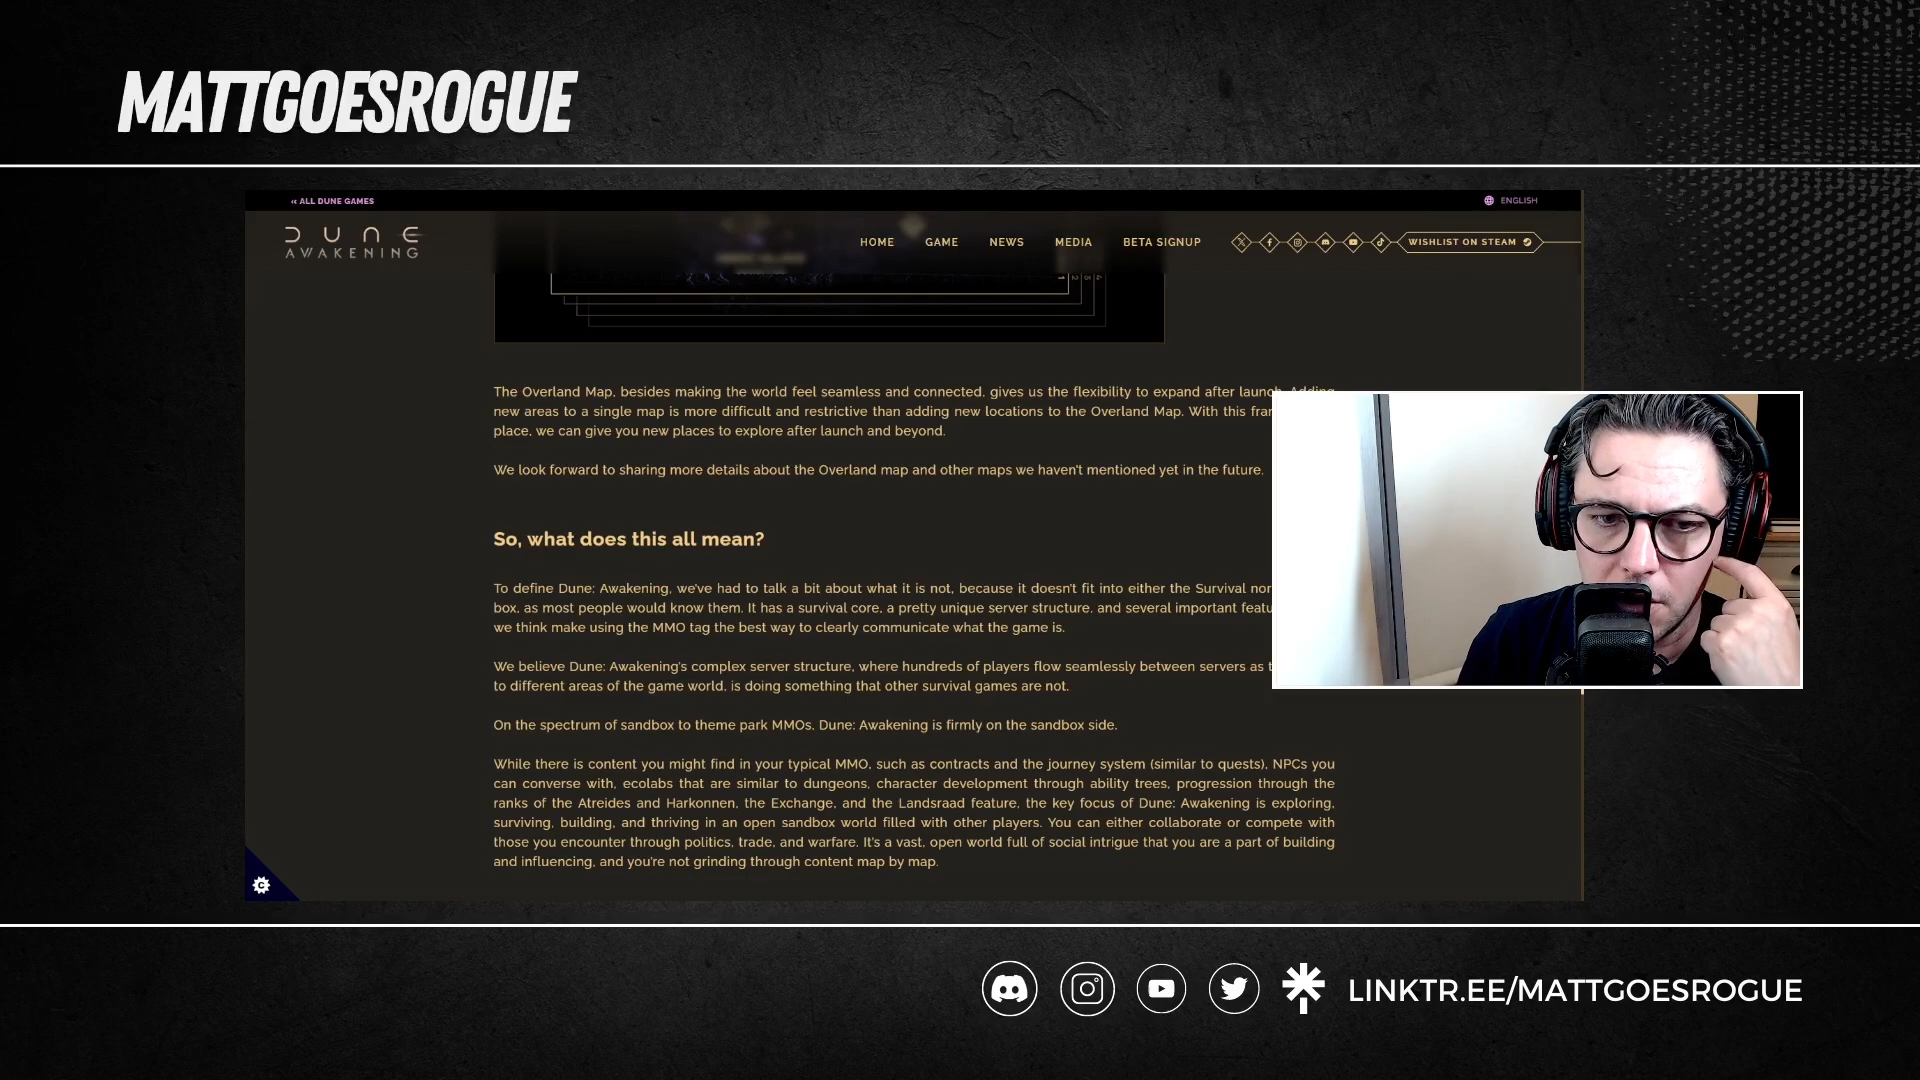 MATTGOESROGUE
‹‹ ALL DUNE GAMES
ENGLISH
DUNE
AWAKENING
HOME GAME NEWS MEDIA BETA SIGNUP
WISHLIST ON STEAM
1 2 3 4
The Overland Map, besides making the world feel seamless and connected, gives us the flexibility to expand after launch. Adding
new areas to a single map is more difficult and restrictive than adding new locations to the Overland Map. With this
place, we can give you new places to explore after launch and beyond.
We look forward to sharing more details about the Overland map and other maps we haven't mentioned yet in the future.
So, what does this all mean?
To define Dune: Awakening, we've had to talk a bit about what it is not, because it doesn't fit into either the Survival nor
box, as most people would know them. It has a survival core, a pretty unique server structure, and several important
we think make using the MMO tag the best way to clearly communicate what the game is.
We believe Dune: Awakening's complex server structure, where hundreds of players flow seamlessly between servers as
to different areas of the game world, is doing something that other survival games are not.
On the spectrum of sandbox to theme park MMOs, Dune: Awakening is firmly on the sandbox side.
While there is content you might find in your typical MMO, such as contracts and the journey system (similar to quests), NPCs you
can converse with, ecolabs that are similar to dungeons, character development through ability trees, progression through the
ranks of the Atreides and Harkonnen, the Exchange, and the Landsraad feature, the key focus of Dune: Awakening is exploring,
surviving, building, and thriving in an open sandbox world filled with other players. You can either collaborate or compete with
those you encounter through politics, trade, and warfare. It's a vast, open world full of social intrigue that you are a part of building
and influencing, and you're not grinding through content map by map.
LINKTR.EE/MATTGOESROGUE